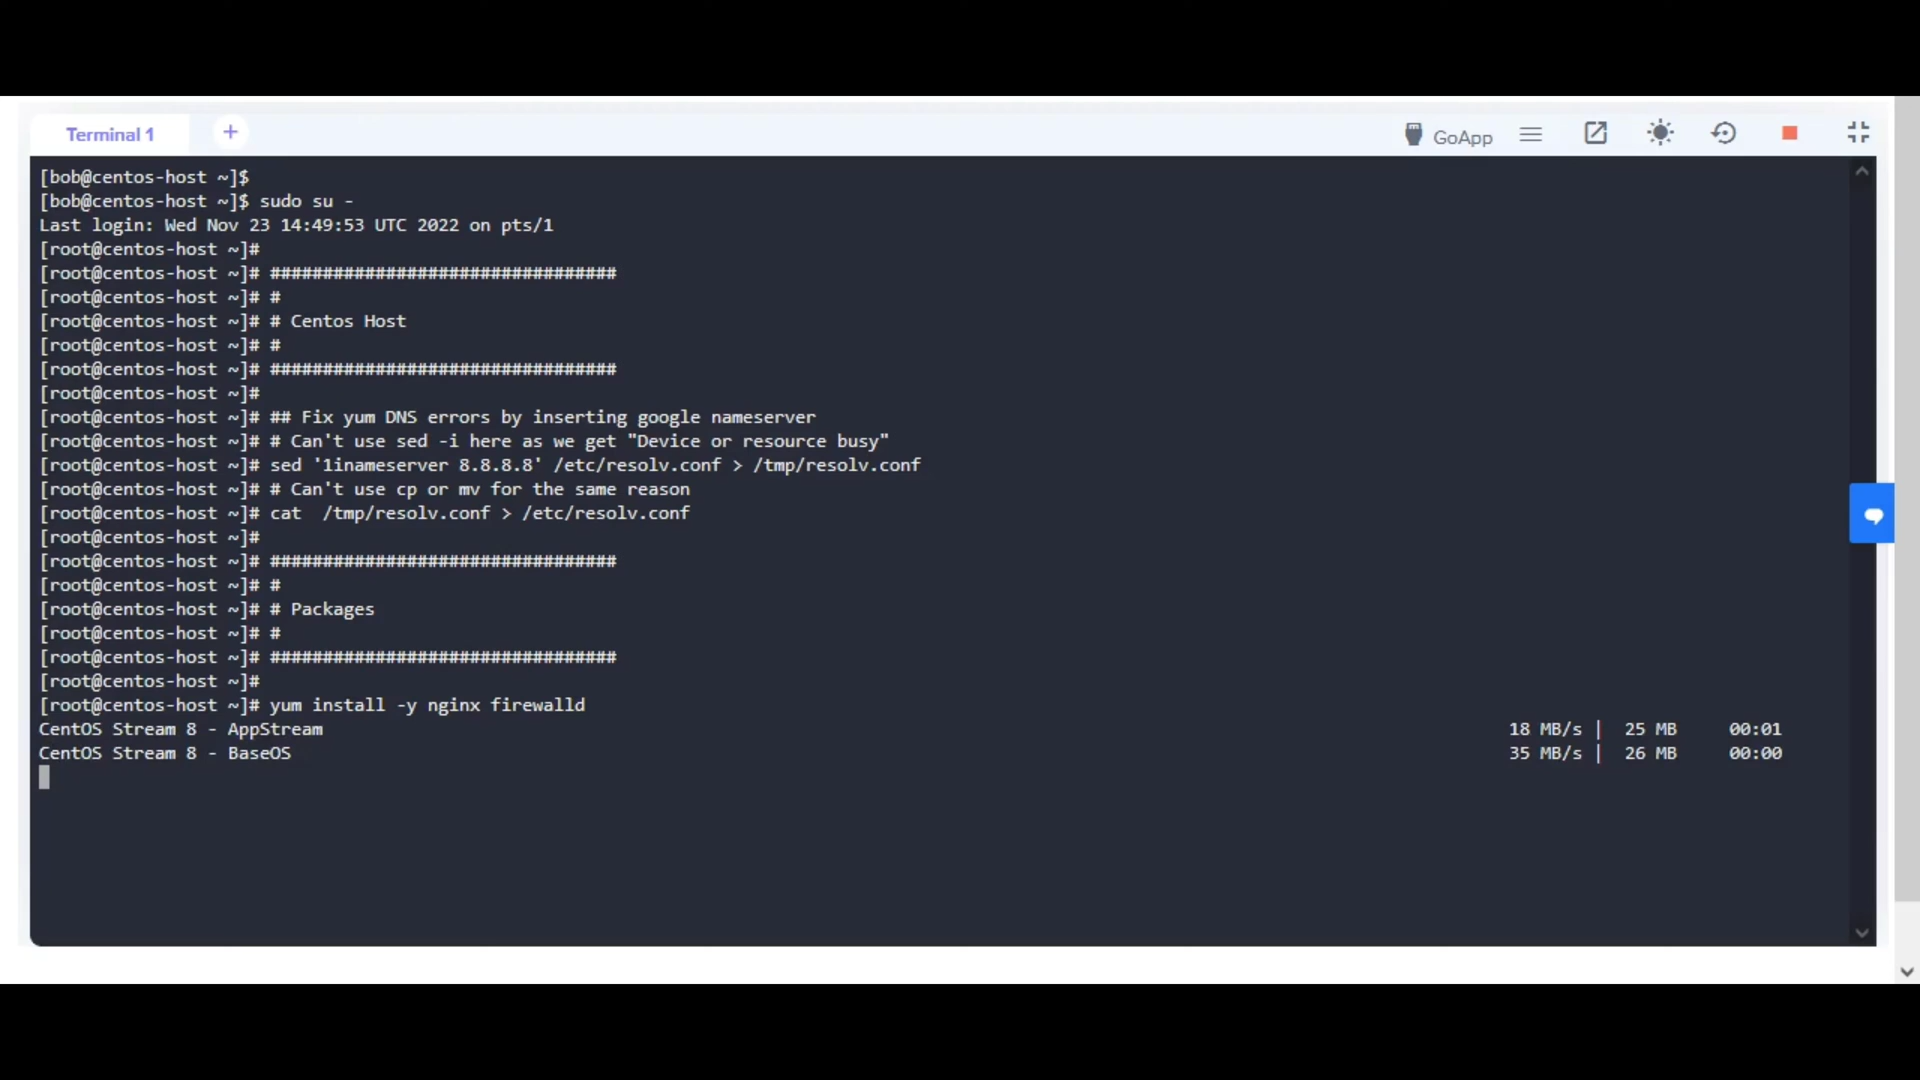 Terminal 1
+
GoApp
[bob@centos-host ~]$
[bob@centos-host ~]$ sudo su -
Last login: Wed Nov 23 14:49:53 UTC 2022 on pts/1
[root@centos-host ~]#
[root@centos-host ~]# #################################
[root@centos-host ~]# #
[root@centos-host ~]# # Centos Host
[root@centos-host ~]# #
[root@centos-host ~]# #################################
[root@centos-host ~]#
[root@centos-host ~]# ## Fix yum DNS errors by inserting google nameserver
[root@centos-host ~]# # Can't use sed -i here as we get "Device or resource busy"
[root@centos-host ~]# sed '1inameserver 8.8.8.8' /etc/resolv.conf > /tmp/resolv.conf
[root@centos-host ~]# # Can't use cp or mv for the same reason
[root@centos-host ~]# cat  /tmp/resolv.conf > /etc/resolv.conf
[root@centos-host ~]#
[root@centos-host ~]# #################################
[root@centos-host ~]# #
[root@centos-host ~]# # Packages
[root@centos-host ~]# #
[root@centos-host ~]# #################################
[root@centos-host ~]#
[root@centos-host ~]# yum install -y nginx firewalld
CentOS Stream 8 - AppStream 18 MB/s | 25 MB 00:01
CentOS Stream 8 - BaseOS 35 MB/s | 26 MB 00:00